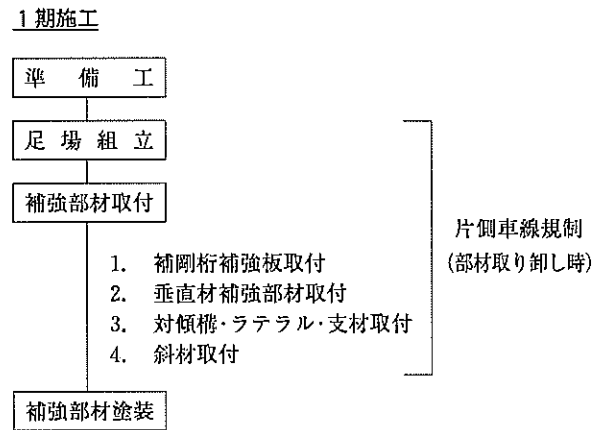 1期施工
準備工
足場組立
補強部材取付
1. 補剛桁補強板取付
2. 垂直材補強部材取付
3. 対傾構・ラテラル・支材取付
4. 斜材取付
片側車線規制
(部材取り卸し時)
補強部材塗装